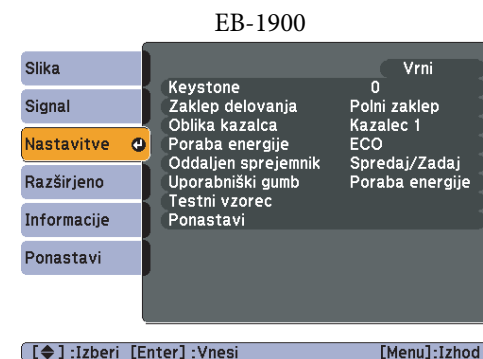 EB-1900
Slika
Signal
Nastavitve
Razširjeno
Informacije
Ponastavi
Vrni
Keystone 0
Zaklep delovanja Polni zaklep
Oblika kazalca Kazalec 1
Poraba energije ECO
Oddaljen sprejemnik Spredaj/Zadaj
Uporabniški gumb Poraba energije
Testni vzorec
Ponastavi
[◆] :Izberi [Enter] :Vnesi [Menu]:Izhod